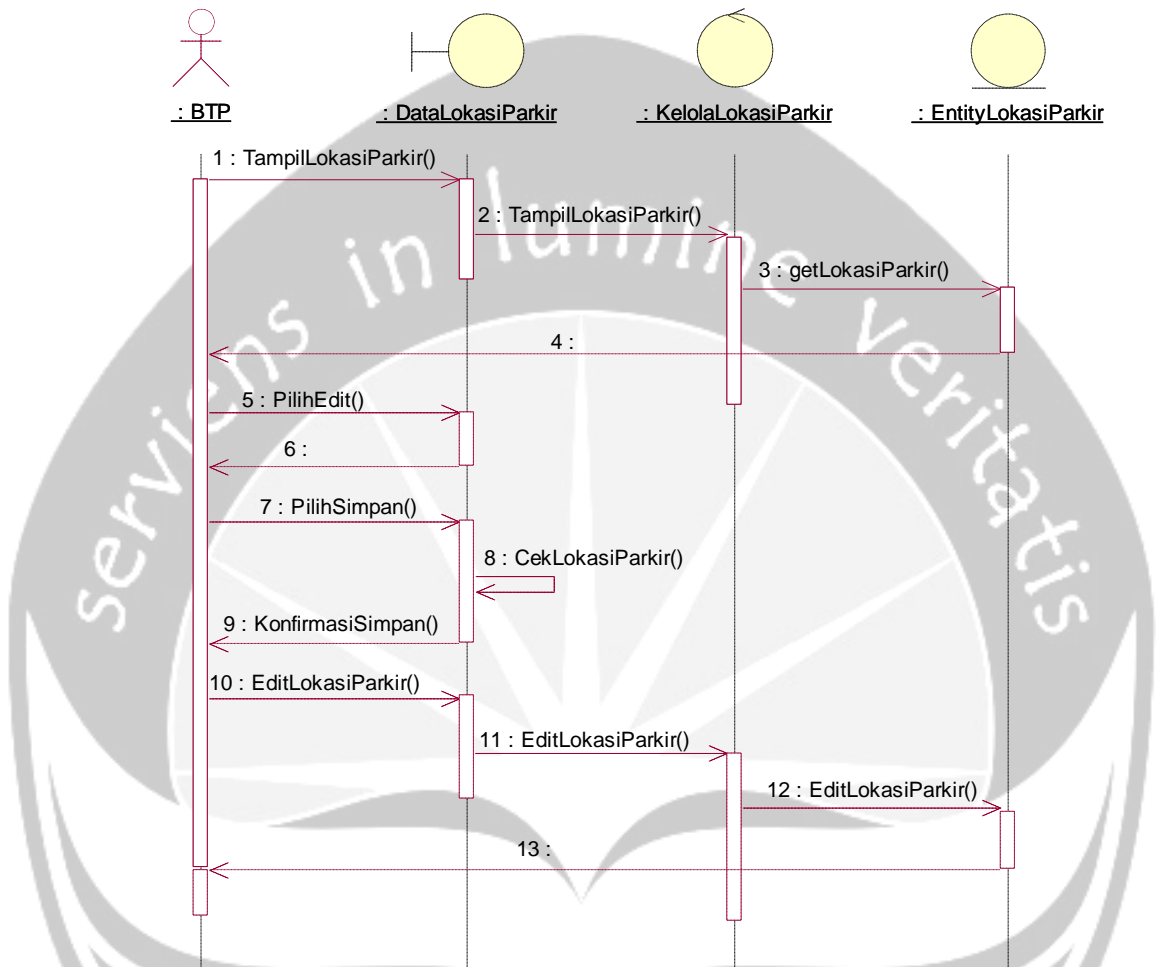 : BTP
: DataLokasiParkir
: KelolaLokasiParkir
: EntityLokasiParkir
1 : TampilLokasiParkir()
2 : TampilLokasiParkir()
3 : getLokasiParkir()
4 :
5 : PilihEdit()
6 :
7 : PilihSimpan()
8 : CekLokasiParkir()
9 : KonfirmasiSimpan()
10 : EditLokasiParkir()
11 : EditLokasiParkir()
12 : EditLokasiParkir()
13 :
serviens in lumine veritatis